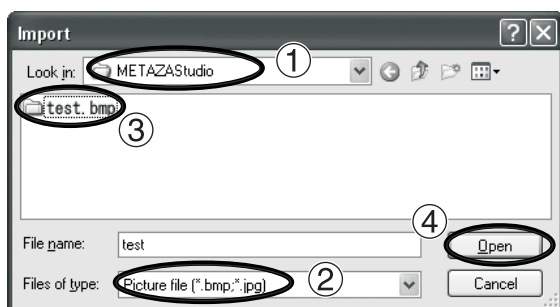 Import
Look in: METAZAStudio ①
test.bmp
③
④
File name: test Open
Files of type: Picture file (*.bmp;*.jpg) ② Cancel